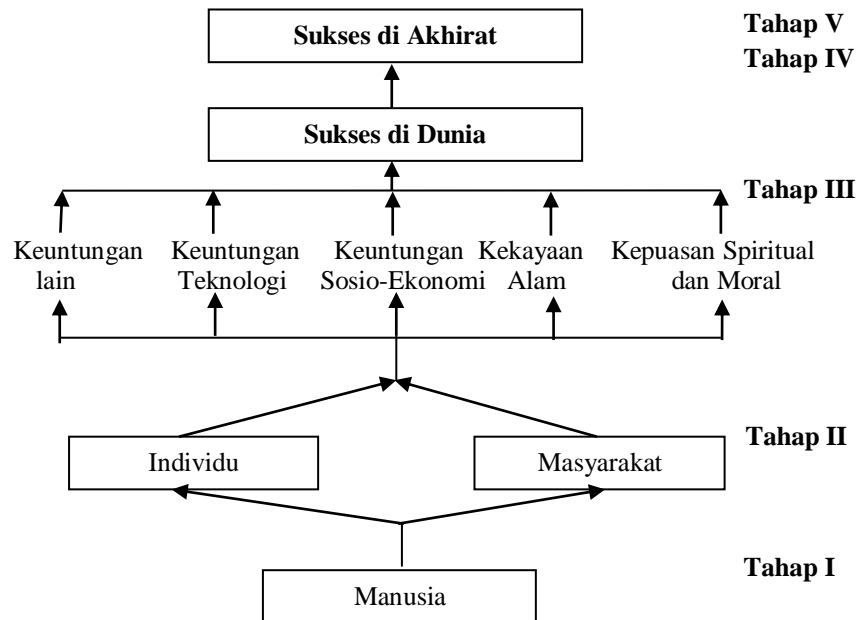 Sukses di Akhirat
Tahap V
Tahap IV
Sukses di Dunia
Tahap III
Keuntungan
lain
Keuntungan
Teknologi
Keuntungan
Sosio-Ekonomi
Kekayaan
Alam
Kepuasan Spiritual
dan Moral
Tahap II
Individu
Masyarakat
Tahap I
Manusia